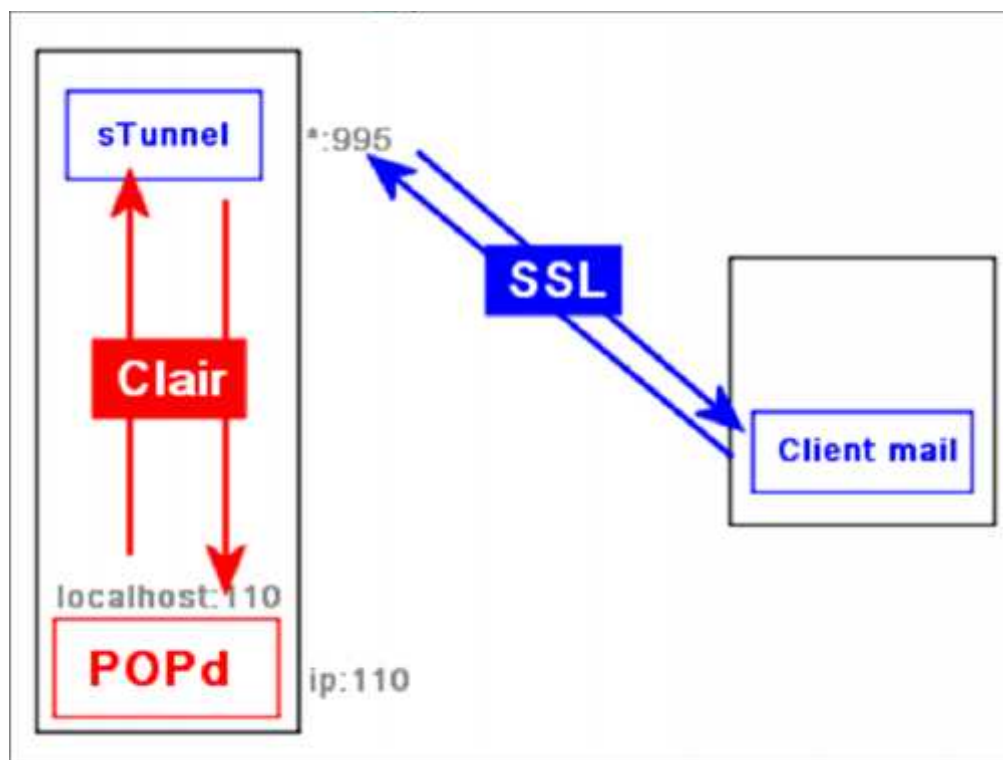 sTunnel
*:995
SSL
Clair
Client mail
localhost:110
POPd
ip:110